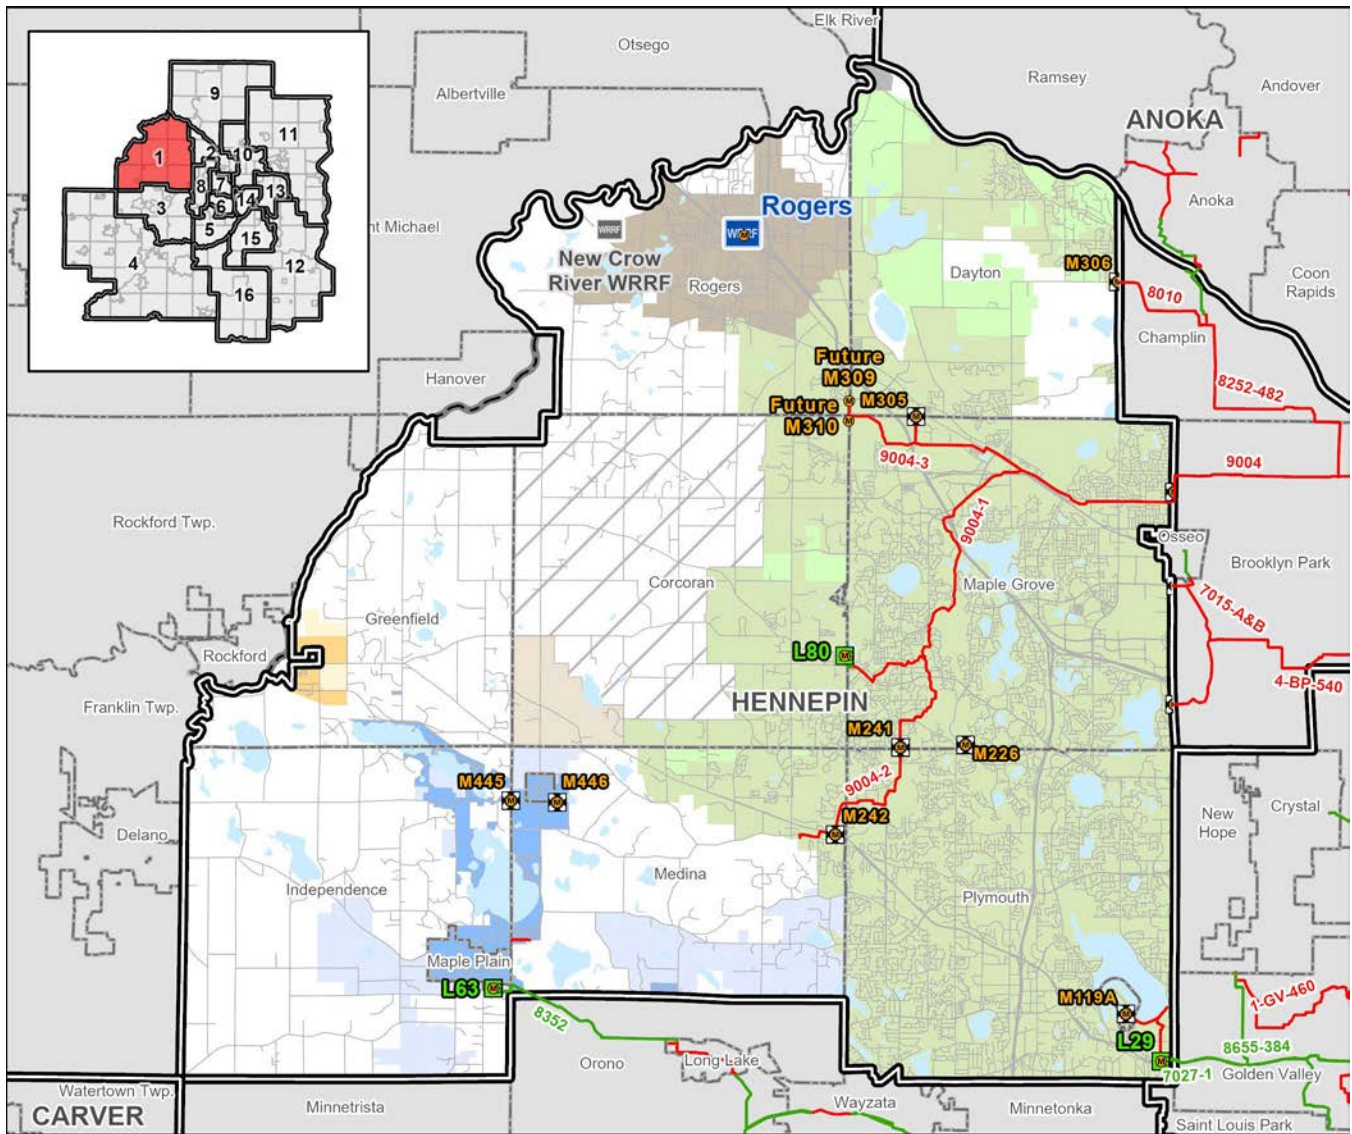 Elk River
Otsego
Ramsey
Andover
Albertville
ANOKA
9
11
1
2
10
8
7
13
3
6
14
5
15
4
12
16
Anoka
nt Michael
WRRF
Rogers
New Crow
River WRRF
Rogers
Dayton
M306
8010
Coon
Rapids
Champlin
Hanover
Future
M309
M305
Future
M310
8252-482
9004-3
9004
Rockford Twp.
9004-1
Osseo
Brooklyn Park
Corcoran
Maple Grove
7015-A&B
Greenfield
Rockford
L80
4-BP-540
Franklin Twp.
HENNEPIN
M241
M226
M445
M446
9004-2
M242
New
Hope
Crystal
Delano
Independence
Medina
Plymouth
Maple Plain
L63
M119A
1-GV-460
8352
L29
8655-384
Orono
Long Lake
7027-1
Golden Valley
Watertown Twp.
CARVER
Minnetrista
Wayzata
Minnetonka
Saint Louis Park